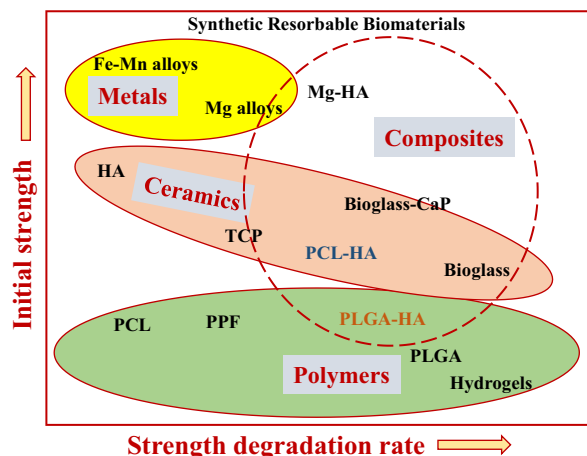 Synthetic Resorbable Biomaterials
Fe-Mn alloys
Metals
Mg alloys
Mg-HA
Composites
HA
Ceramics
Bioglass-CaP
TCP
PCL-HA
Bioglass
PCL
PPF
PLGA-HA
PLGA
Polymers
Hydrogels
Initial strength
Strength degradation rate